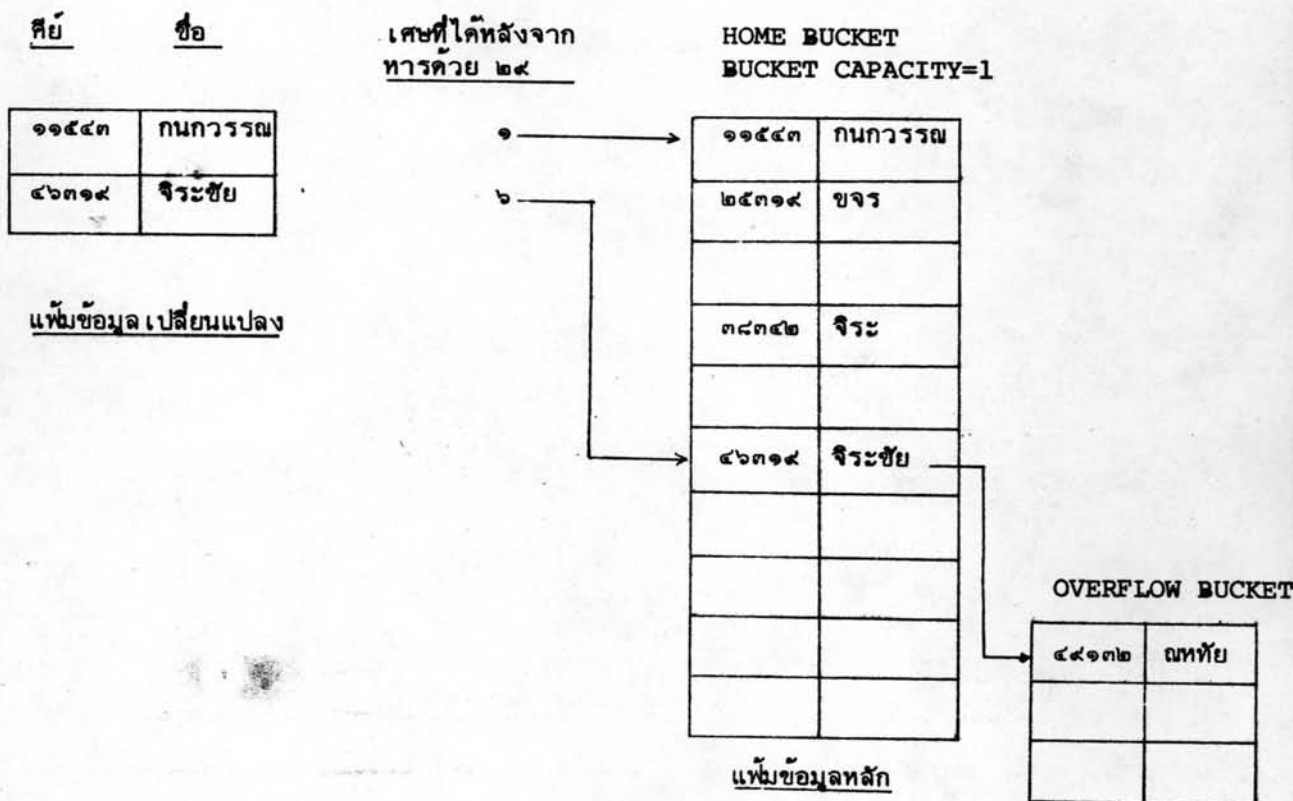 คีย์ ชื่อ เศษที่ได้หลังจาก HOME BUCKET
หารด้วย ๒๙ BUCKET CAPACITY=1
๑๑๕๔๓ กนกวรรณ ๑ ๑๑๕๔๓ กนกวรรณ
๔๖๓๑๙ จิระชัย ๖ ๒๕๓๑๙ ขจร
แฟ้มข้อมูลเปลี่ยนแปลง ๓๘๓๔๒ จิระ
๔๖๓๑๙ จิระชัย
OVERFLOW BUCKET
๔๙๑๓๒ ณหทัย
แฟ้มข้อมูลหลัก